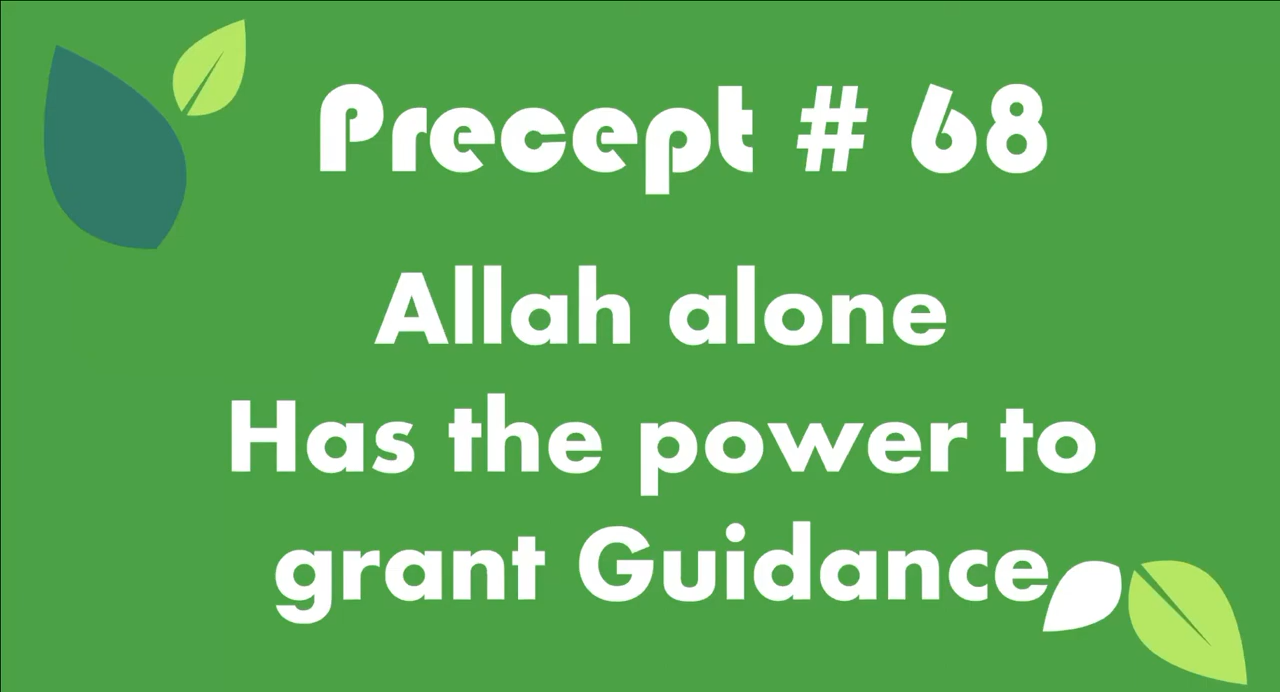 Precept # 68
Allah alone
Has the power to
grant Guidance